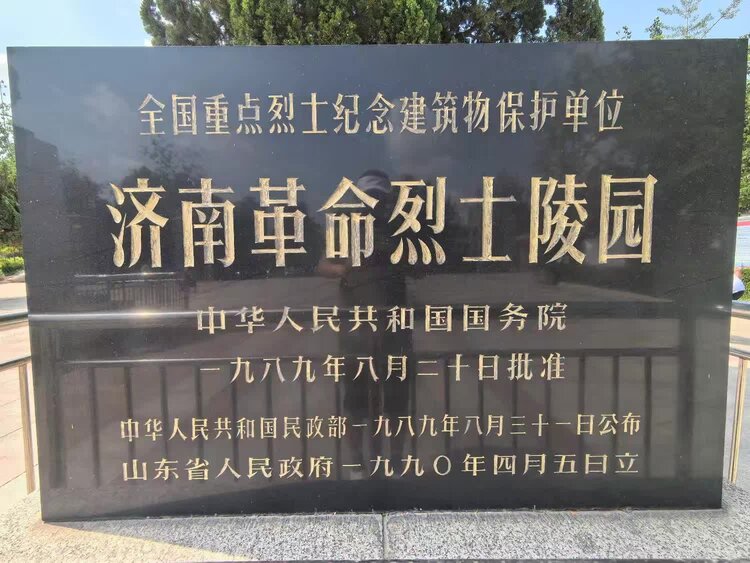 全国重点烈士纪念建筑物保护单位
济南革命烈士陵园
中华人民共和国国务院
一九八九年八月二十日批准
中华人民共和国民政部一九八九年八月三十一日公布
山东省人民政府一九九〇年四月五日立